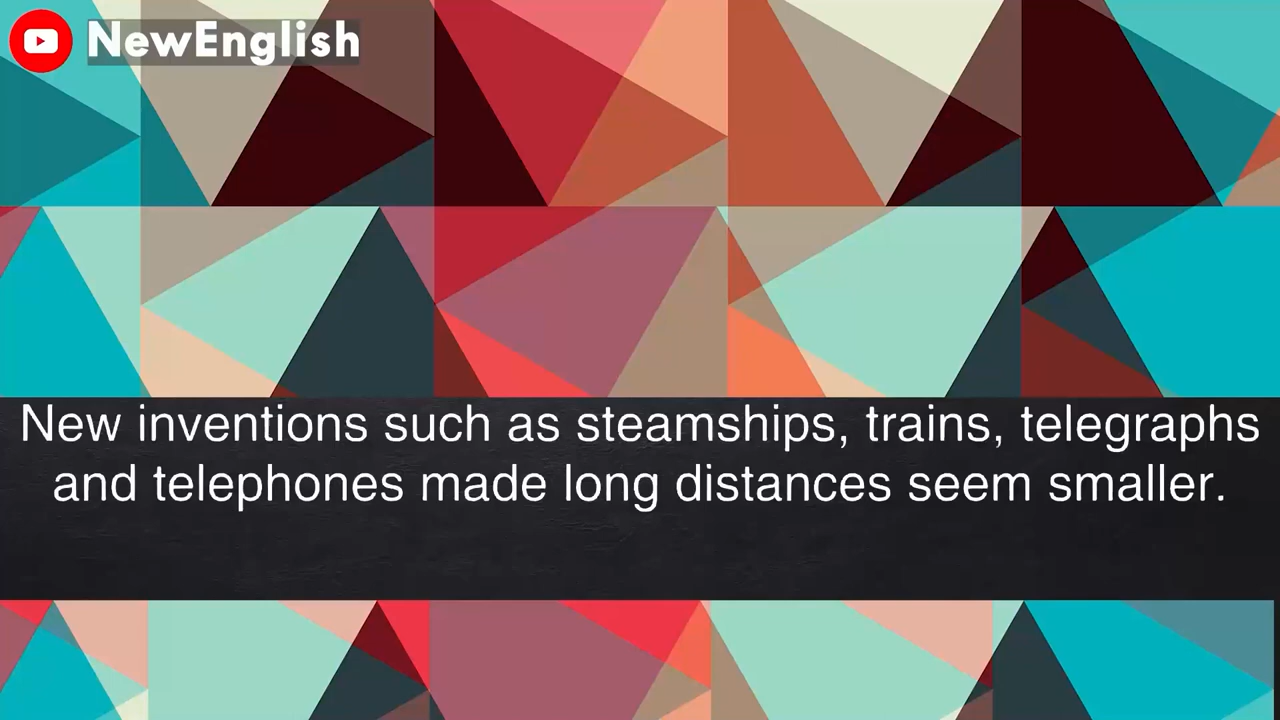 NewEnglish
New inventions such as steamships, trains, telegraphs
and telephones made long distances seem smaller.